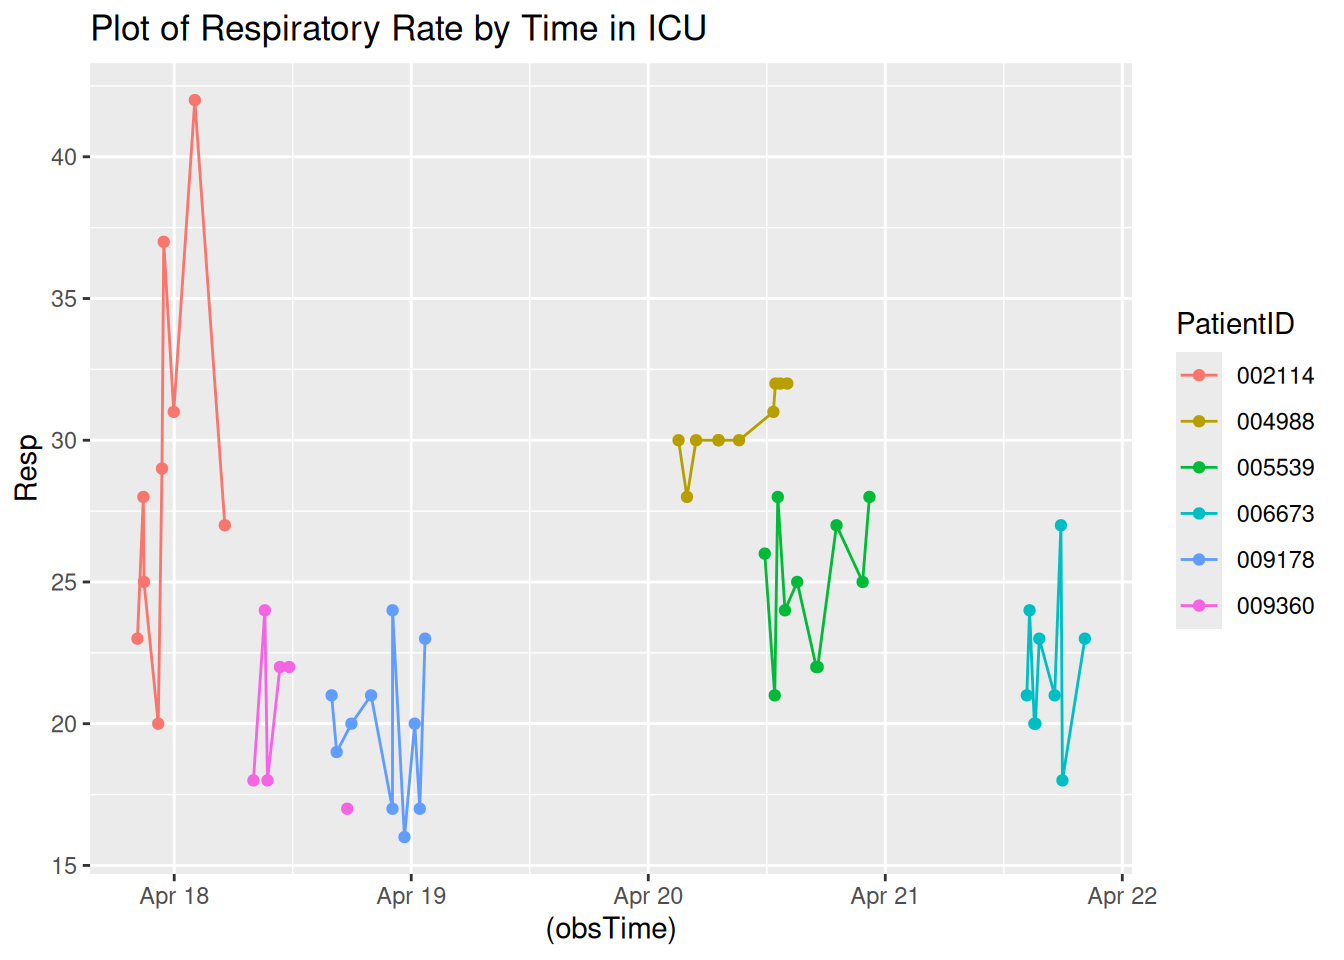 Plot of Respiratory Rate by Time in ICU
40
35
30
25
20
15
Resp
Apr 18
Apr 19
Apr 20
Apr 21
Apr 22
(obsTime)
PatientID
002114
004988
005539
006673
009178
009360